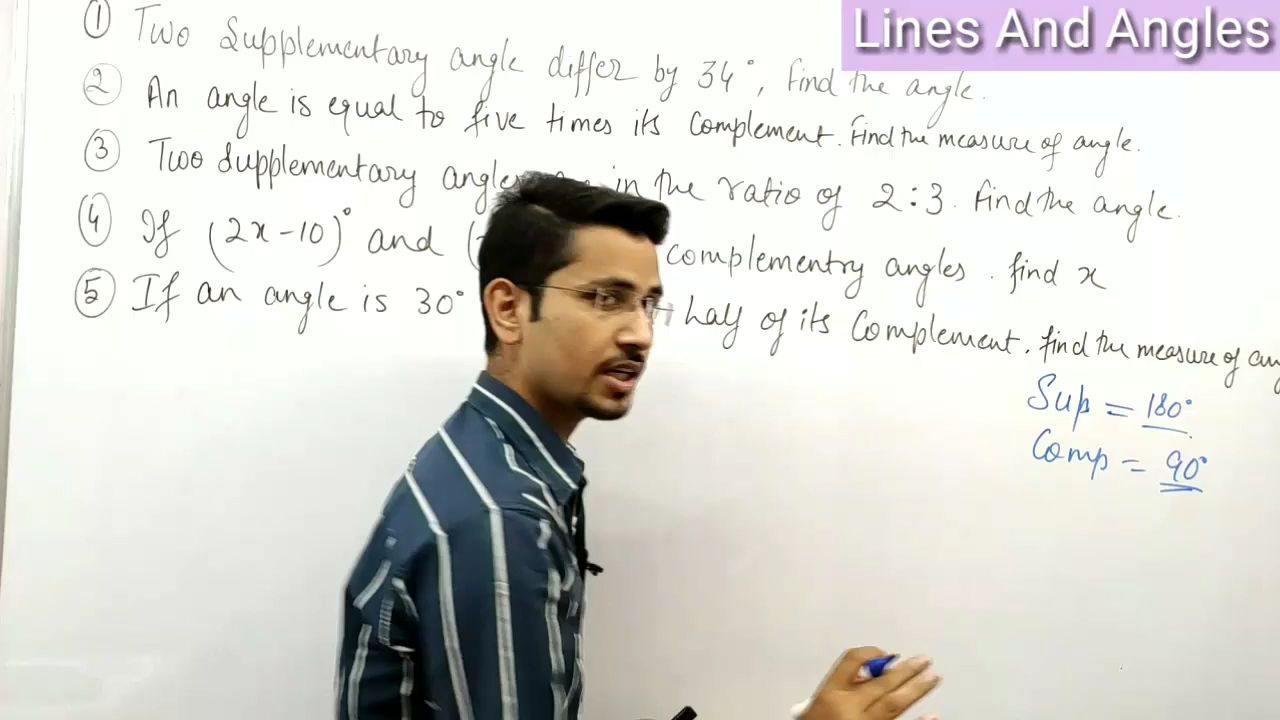 Lines And Angles
① Two Supplementary angle differ by 34°, find the angle.
② An angle is equal to five times its complement. Find the measure of angle.
③ Two Supplementary angles in the ratio of 2:3. Find the angle.
④ If (2x-10)° and ( complementry angles. find x
⑤ If an angle is 30° half of its Complement. find the measure of
Sup = 180°
Comp = 90°